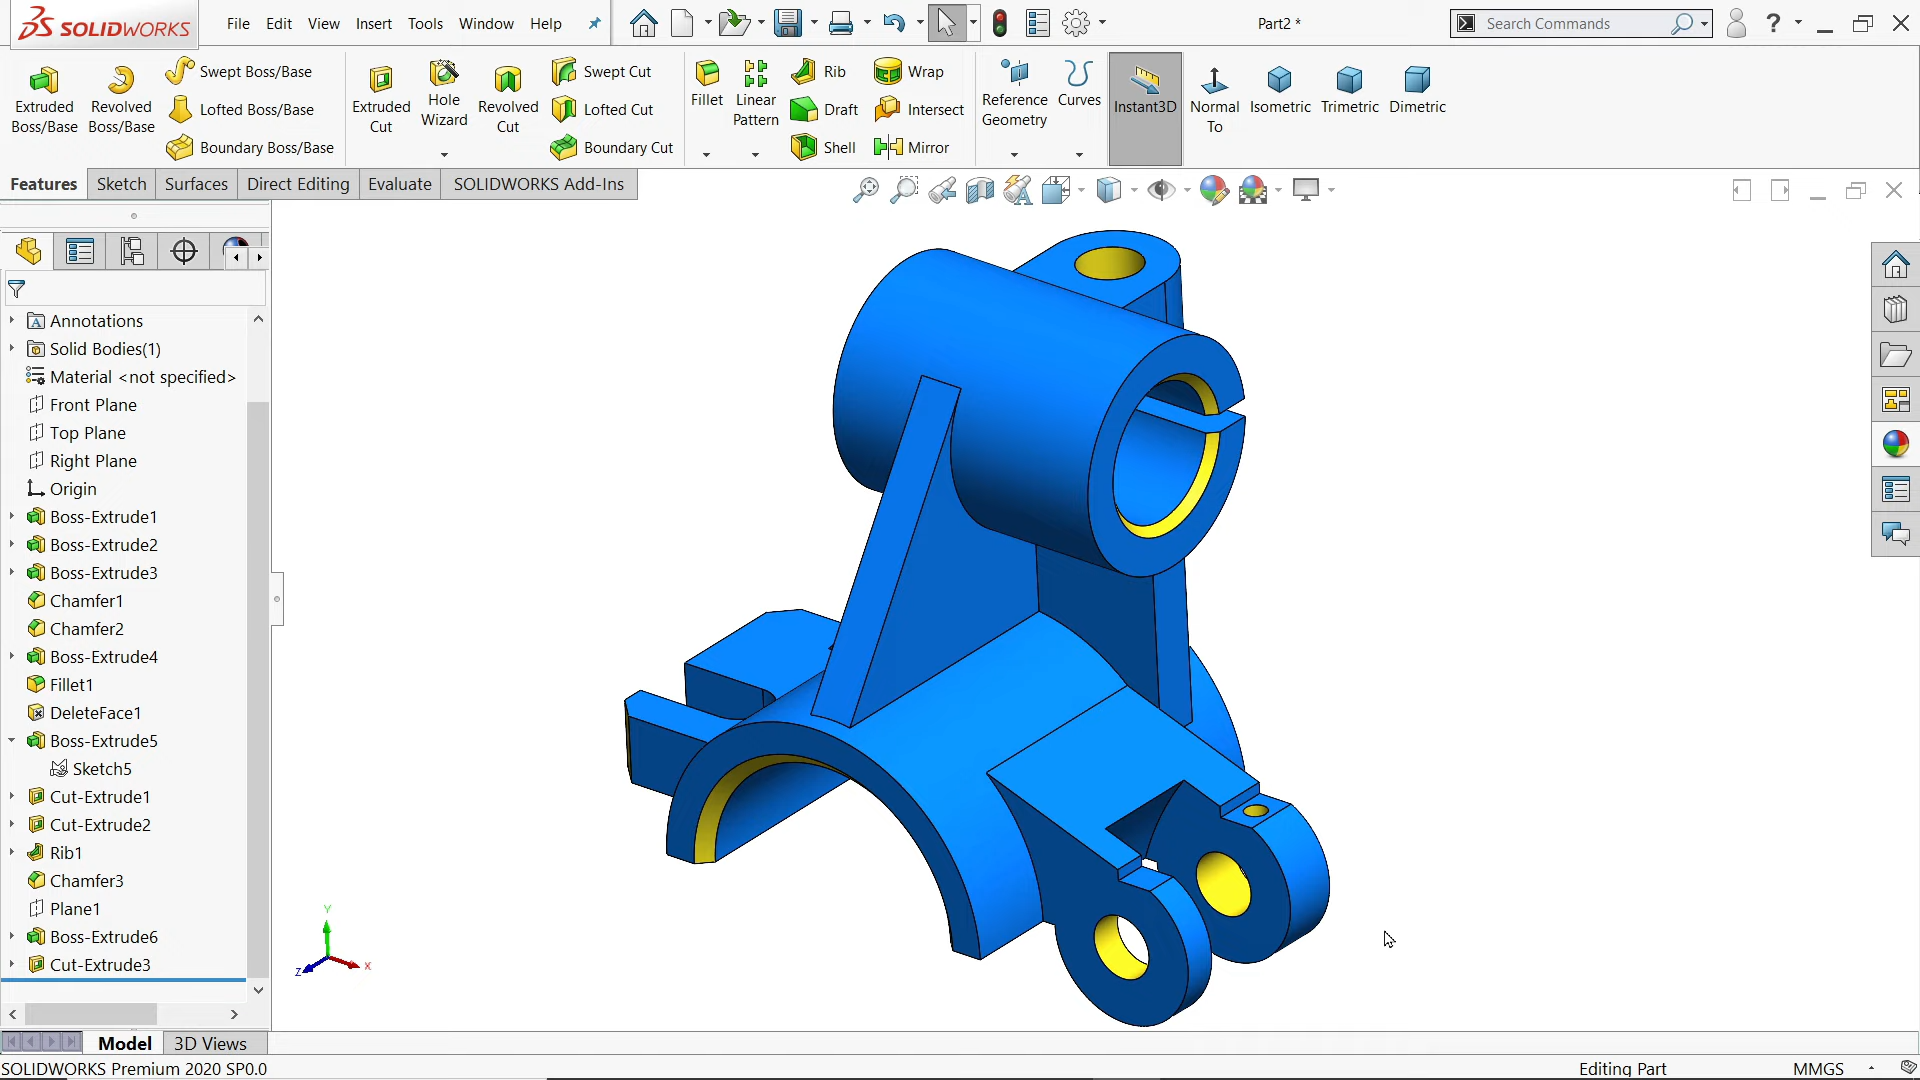 SOLIDWORKS
File Edit View Insert Tools Window Help
Part2 *
Search Commands
?
Extruded Boss/Base
Revolved Boss/Base
Swept Boss/Base
Lofted Boss/Base
Boundary Boss/Base
Extruded Cut
Hole Wizard
Revolved Cut
Swept Cut
Lofted Cut
Boundary Cut
Fillet
Linear Pattern
Rib
Draft
Shell
Wrap
Intersect
Mirror
Reference Geometry
Curves
Instant3D
Normal To
Isometric
Trimetric
Dimetric
Features Sketch Surfaces Direct Editing Evaluate SOLIDWORKS Add-Ins
Annotations
Solid Bodies(1)
Material <not specified>
Front Plane
Top Plane
Right Plane
Origin
Boss-Extrude1
Boss-Extrude2
Boss-Extrude3
Chamfer1
Chamfer2
Boss-Extrude4
Fillet1
DeleteFace1
Boss-Extrude5
Sketch5
Cut-Extrude1
Cut-Extrude2
Rib1
Chamfer3
Plane1
Boss-Extrude6
Cut-Extrude3
Y
Z X
Model 3D Views
SOLIDWORKS Premium 2020 SP0.0
Editing Part
MMGS